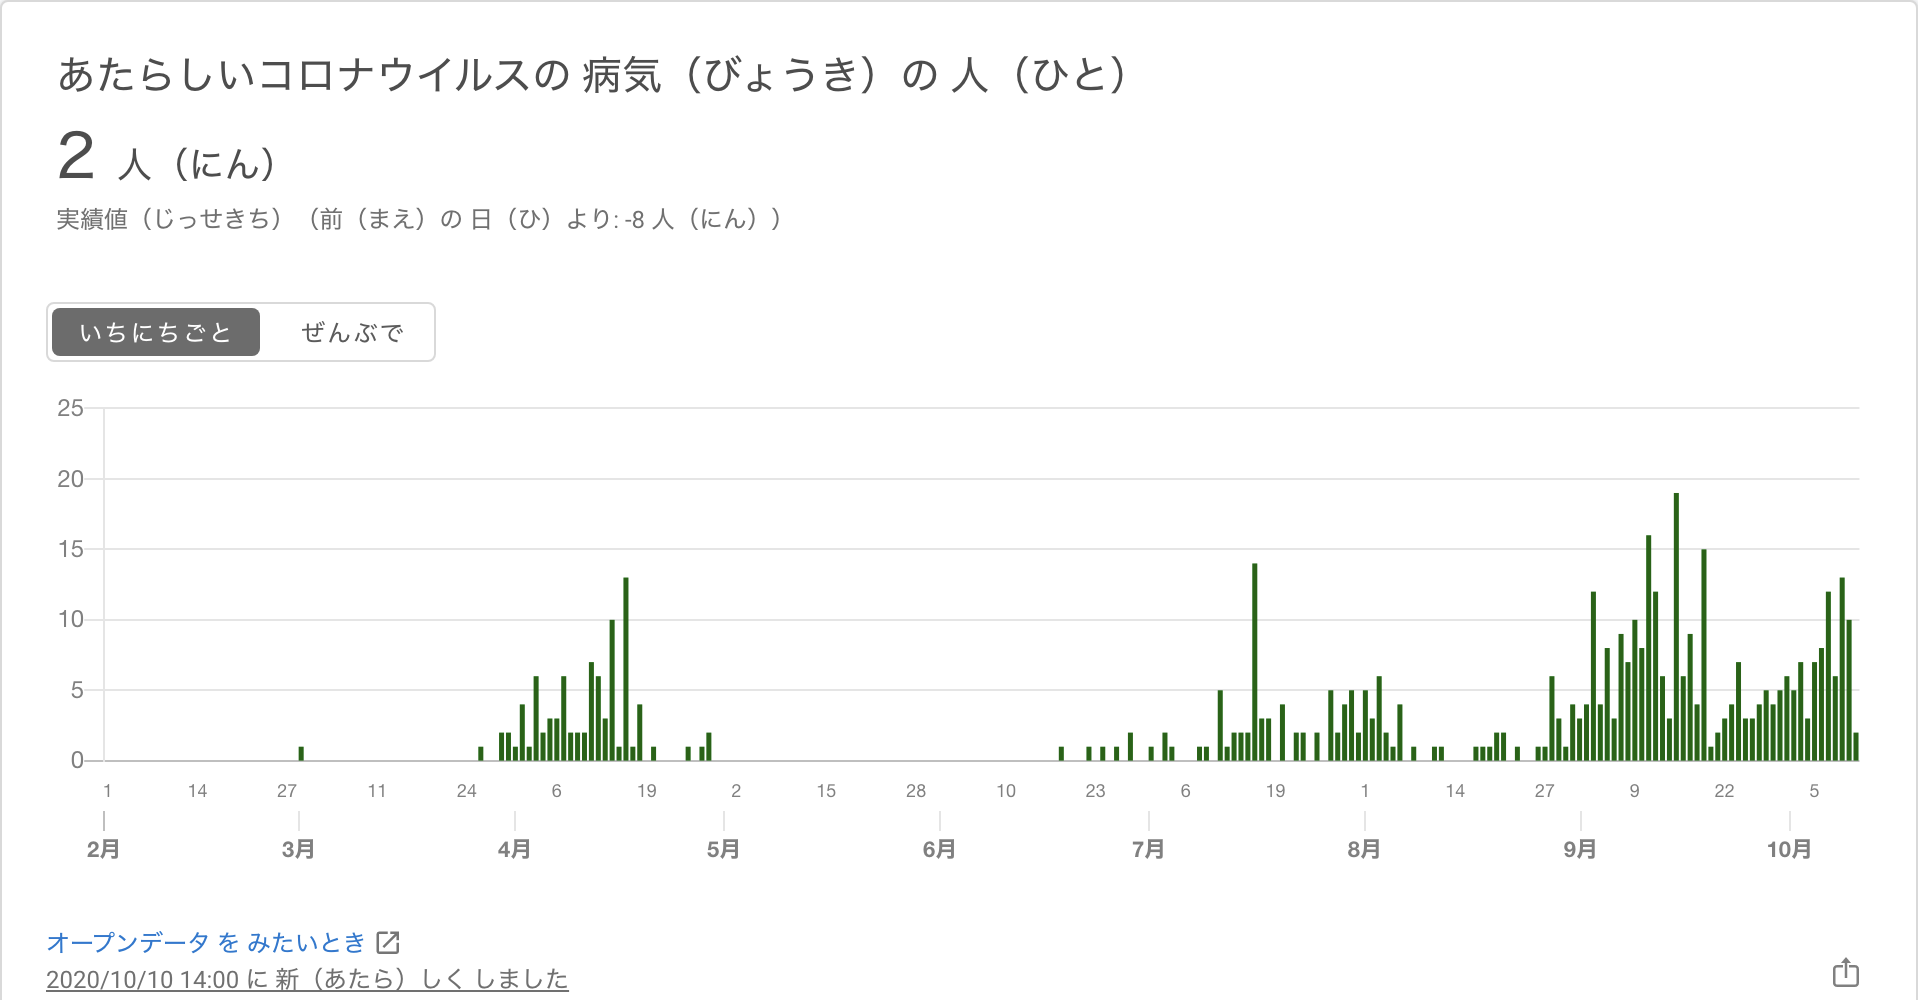 あたらしいコロナウイルスの 病気（びょうき）の 人（ひと）
2 人（にん）
実績値（じっせきち）（前（まえ）の 日（ひ）より: -8 人（にん））
いちにちごと ぜんぶで
25
20
15
10
5
0
1 14 27 11 24 6 19 2 15 28 10 23 6 19 1 14 27 9 22 5
2月 3月 4月 5月 6月 7月 8月 9月 10月
オープンデータ を みたいとき
2020/10/10 14:00 に 新（あたら）しく しました